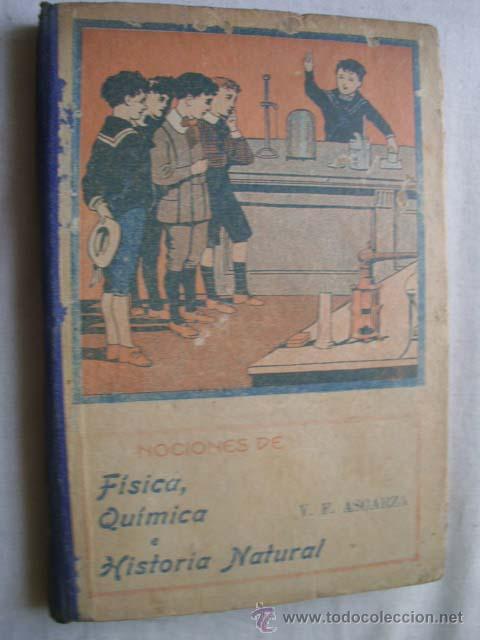 NOCIONES DE
Física,
Química
e
Historia Natural
V. F. ASCARZA
www.todocoleccion.net